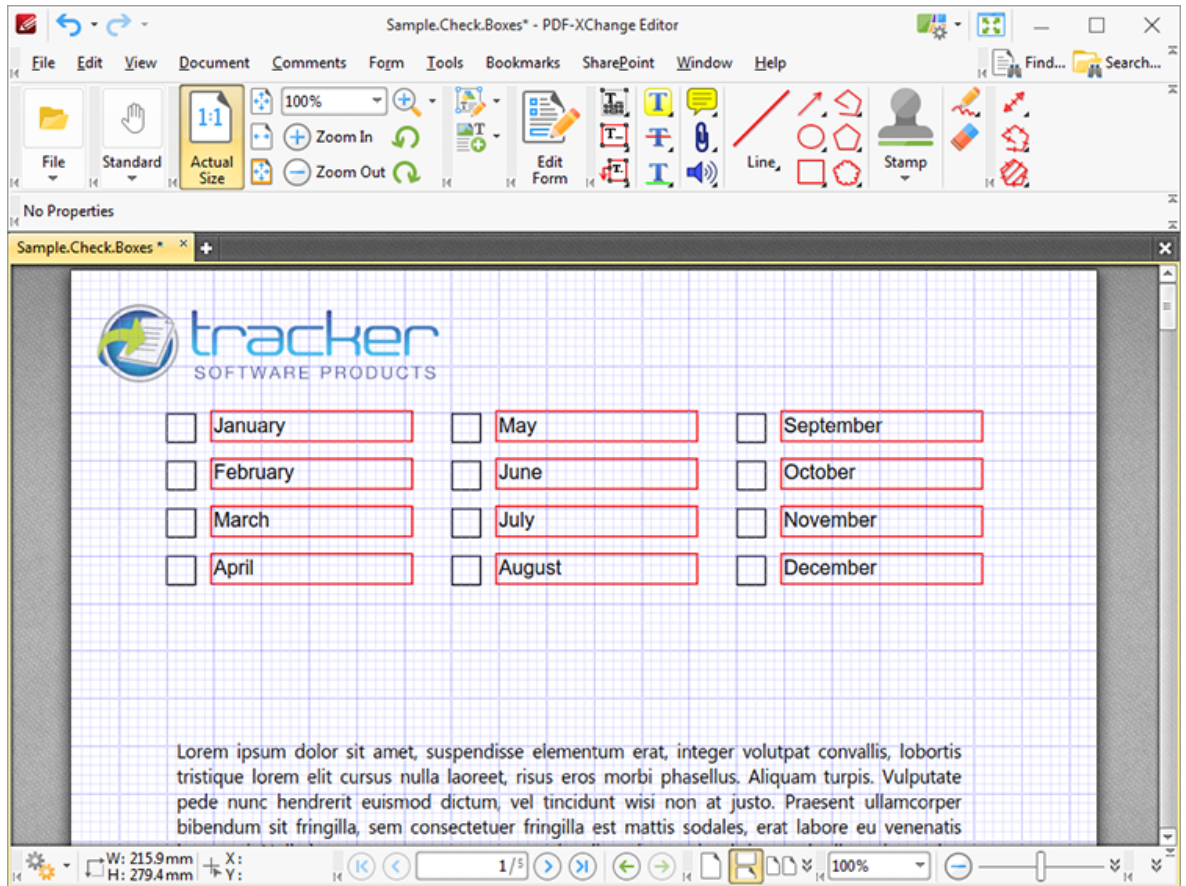 Sample.Check.Boxes* - PDF-XChange Editor
File Edit View Document Comments Form Tools Bookmarks SharePoint Window Help Find... Search...
100%
1:1 Zoom In
File Standard Actual Size Zoom Out Edit Form Line Stamp
No Properties
Sample.Check.Boxes *
tracker
SOFTWARE PRODUCTS
January May September
February June October
March July November
April August December
Lorem ipsum dolor sit amet, suspendisse elementum erat, integer volutpat convallis, lobortis
tristique lorem elit cursus nulla laoreet, risus eros morbi phasellus. Aliquam turpis. Vulputate
pede nunc hendrerit euismod dictum, vel tincidunt wisi non at justo. Praesent ullamcorper
bibendum sit fringilla, sem consectetuer fringilla est mattis sodales, erat labore eu venenatis
W: 215.9mm X:
H: 279.4mm Y:
1/5 100%